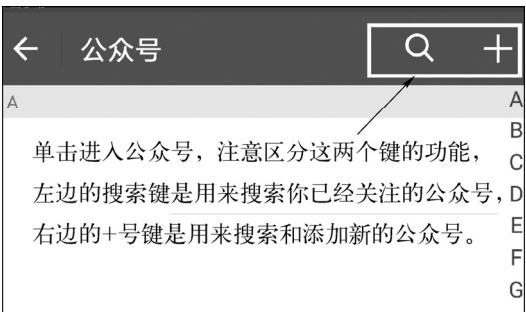 公众号
A
单击进入公众号，注意区分这两个键的功能，
左边的搜索键是用来搜索你已经关注的公众号，
右边的+号键是用来搜索和添加新的公众号。
A
B
C
D
E
F
G